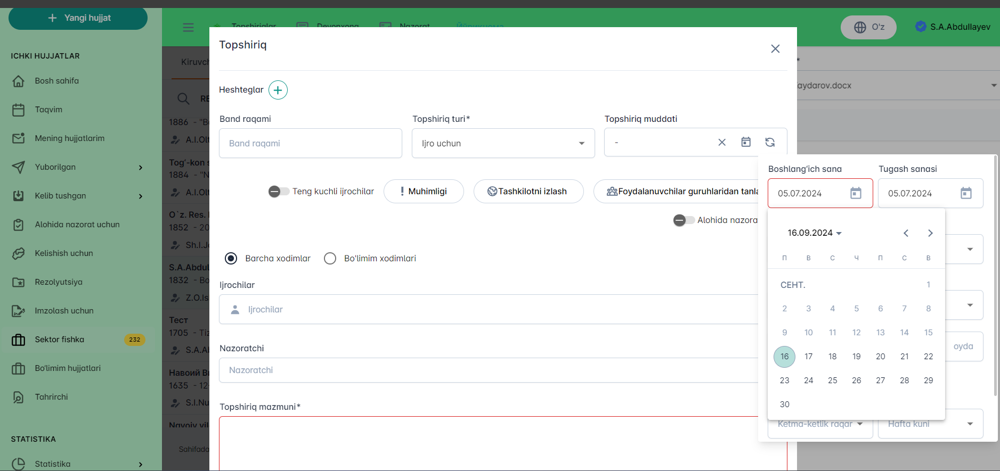 Yangi hujjat
ICHKI HUJJATLAR
Bosh sahifa
Taqvim
Mening hujjatlarim
Yuborilgan
Kelib tushgan
Alohida nazorat uchun
Kelishish uchun
Rezolyutsiya
Imzolash uchun
Sektor fishka 232
Bo'limim hujjatlari
Tahrirchi
STATISTIKA
Statistika
Topshiriqlar Devonxona Nazorat
O'z S.A.Abdullayev
Kiruvch
RE
1886 - "Bo
A.I.Olt
Tog'-kon s
1884 - "N
A.I.Olt
O`z. Res.
1852 - 20
Sh.I.Jo
S.A.Abdul
1832 - Bo
Z.O.Is
Тест
1705 - Tiz
S.A.Al
Навоий В
1635 - 12-
S.I.Nu
Navoiy vil
Sahifada
*
aydarov.docx
Topshiriq
Heshteglar
Band raqami Topshiriq turi* Topshiriq muddati
Band raqami Ijro uchun -
Teng kuchli ijrochilar Muhimligi Tashkilotni izlash Foydalanuvchilar guruhlaridan tanla
Alohida nazora
Barcha xodimlar Bo'limim xodimlari
Ijrochilar
Ijrochilar
Nazoratchi
Nazoratchi
Topshiriq mazmuni*
Boshlang'ich sana Tugash sanasi
05.07.2024 05.07.2024
16.09.2024
П В С Ч П С В
СЕНТ. 1
2 3 4 5 6 7 8
9 10 11 12 13 14 15
16 17 18 19 20 21 22
23 24 25 26 27 28 29
30
oyda
Ketma-ketlik raqar Hafta kuni